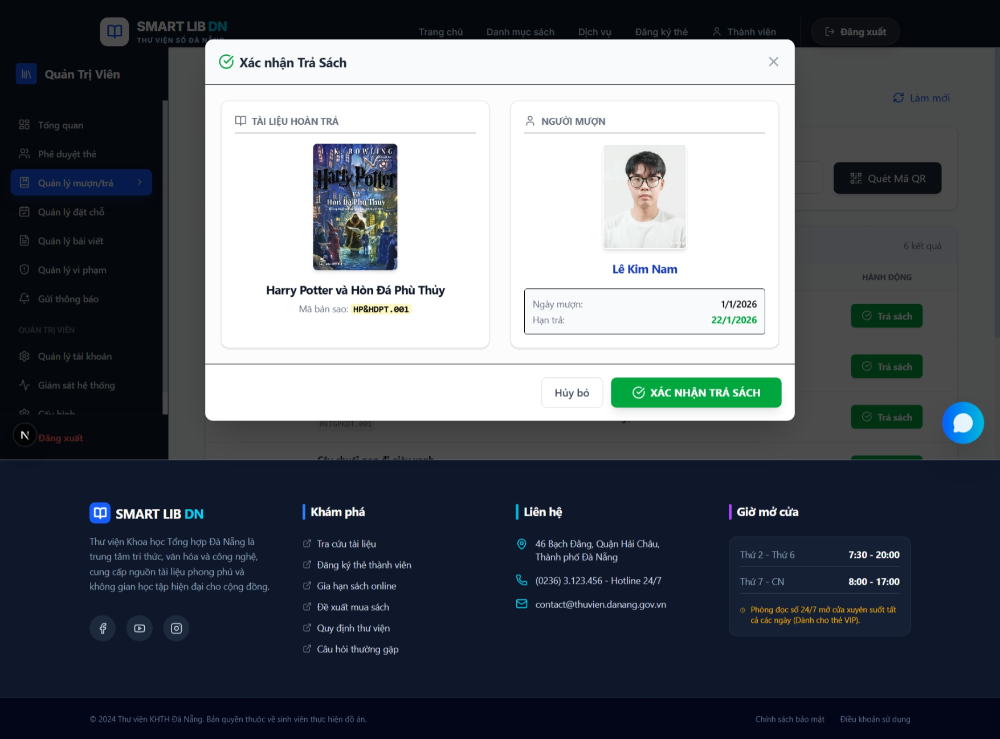 SMART LIB DN
THƯ VIỆN SỐ ĐÀ NẴNG
Trang chủ
Danh mục sách
Dịch vụ
Đăng ký thẻ
Thành viên
Đăng xuất
Quản Trị Viên
Tổng quan
Phê duyệt thẻ
Quản lý mượn/trả
Quản lý đặt chỗ
Quản lý bài viết
Quản lý vi phạm
Gửi thông báo
QUẢN TRỊ VIÊN
Quản lý tài khoản
Giám sát hệ thống
Cấu hình
N
Đăng xuất
Làm mới
Quét Mã QR
6 kết quả
HÀNH ĐỘNG
Trả sách
Trả sách
Trả sách
Xác nhận Trả Sách
TÀI LIỆU HOÀN TRẢ
J. K. ROWLING
Harry Potter
và
Hòn Đá Phù Thủy
Harry Potter và Hòn Đá Phù Thủy
Mã bản sao: HP&HDPT.001
NGƯỜI MƯỢN
Lê Kim Nam
Ngày mượn: 1/1/2026
Hạn trả: 22/1/2026
Hủy bỏ
XÁC NHẬN TRẢ SÁCH
MKTGPKDT.001
Câu chuối non đi giày xanh
SMART LIB DN
Thư viện Khoa học Tổng hợp Đà Nẵng là
trung tâm tri thức, văn hóa và công nghệ,
cung cấp nguồn tài liệu phong phú và
không gian học tập hiện đại cho cộng đồng.
Khám phá
Tra cứu tài liệu
Đăng ký thẻ thành viên
Gia hạn sách online
Đề xuất mua sách
Quy định thư viện
Câu hỏi thường gặp
Liên hệ
46 Bạch Đằng, Quận Hải Châu,
Thành phố Đà Nẵng
(0236) 3.123.456 - Hotline 24/7
contact@thuvien.danang.gov.vn
Giờ mở cửa
Thứ 2 - Thứ 6 7:30 - 20:00
Thứ 7 - CN 8:00 - 17:00
Phòng đọc số 24/7 mở cửa xuyên suốt tất
cả các ngày (Dành cho thẻ VIP).
© 2024 Thư viện KHTH Đà Nẵng. Bản quyền thuộc về sinh viên thực hiện đồ án.
Chính sách bảo mật
Điều khoản sử dụng